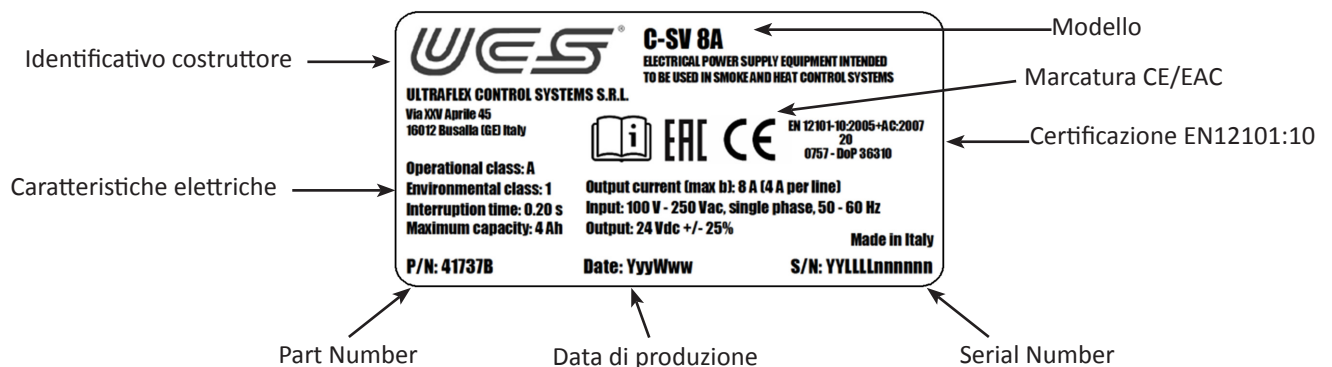 Identificativo costruttore
Caratteristiche elettriche
UCS®
C-SV 8A
ELECTRICAL POWER SUPPLY EQUIPMENT INTENDED
TO BE USED IN SMOKE AND HEAT CONTROL SYSTEMS
ULTRAFLEX CONTROL SYSTEMS S.R.L.
Via XXV Aprile 45
16012 Busalla (GE) Italy
i EAC CE
EN 12101-10:2005+AC:2007
20
0757 - DoP 36310
Operational class: A
Environmental class: 1
Interruption time: 0.20 s
Maximum capacity: 4 Ah
Output current (max b): 8 A (4 A per line)
Input: 100 V - 250 Vac, single phase, 50 - 60 Hz
Output: 24 Vdc +/- 25%
Made in Italy
P/N: 41737B
Date: YyyWww
S/N: YYLLLLnnnnnn
Modello
Marcatura CE/EAC
Certificazione EN12101:10
Part Number
Data di produzione
Serial Number